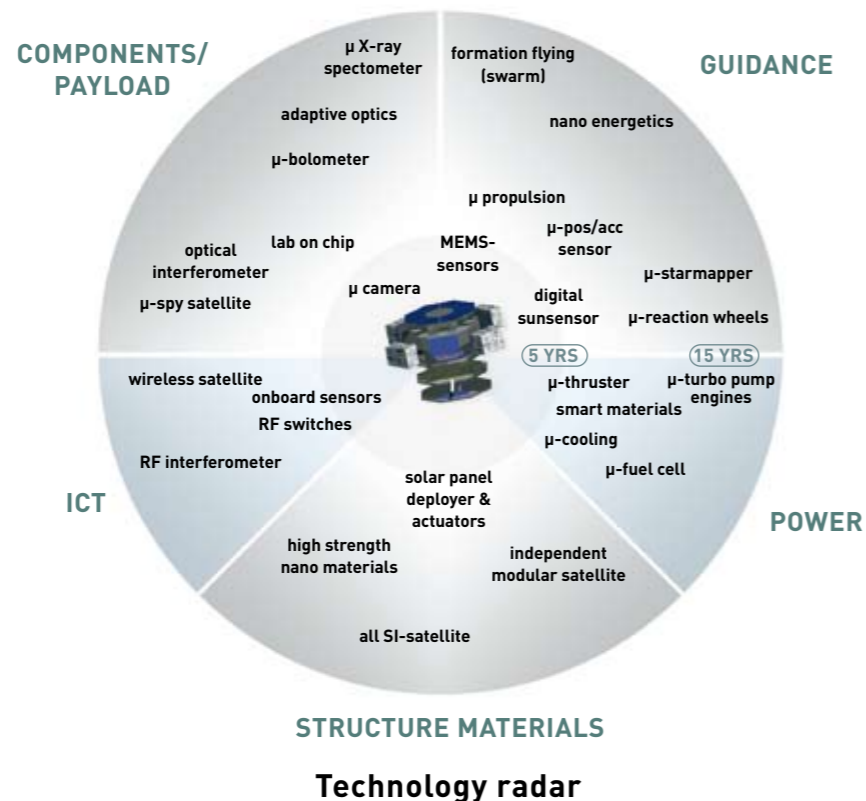 COMPONENTS/
PAYLOAD
µ X-ray
spectometer
adaptive optics
µ-bolometer
lab on chip
optical
interferometer
µ-spy satellite
µ camera
GUIDANCE
formation flying
(swarm)
nano energetics
µ propulsion
µ-pos/acc
sensor
MEMS-
sensors
µ-starmapper
digital
sunsensor
µ-reaction wheels
5 YRS
15 YRS
ICT
wireless satellite
onboard sensors
RF switches
RF interferometer
POWER
µ-thruster
µ-turbo pump
engines
smart materials
µ-cooling
µ-fuel cell
solar panel
deployer &
actuators
high strength
nano materials
independent
modular satellite
all SI-satellite
STRUCTURE MATERIALS
Technology radar